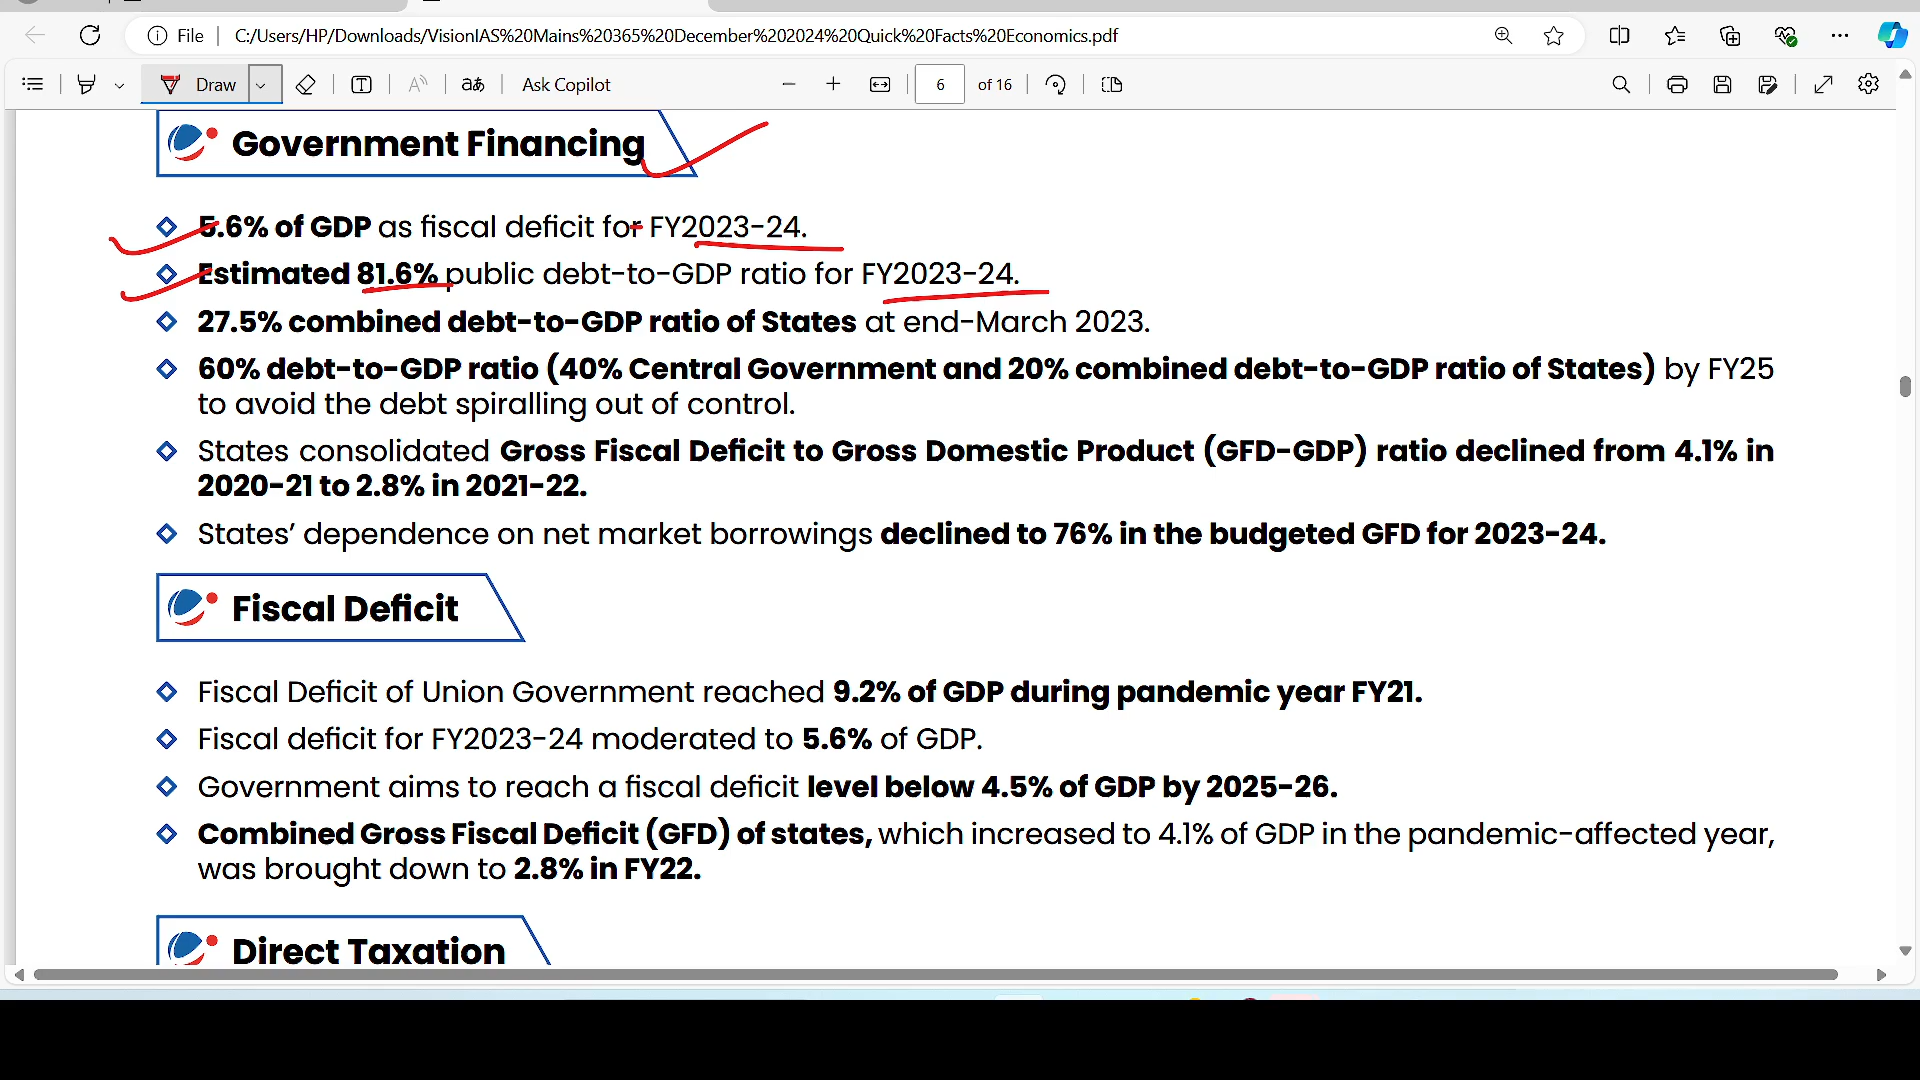 File
C:/Users/HP/Downloads/VisionIAS%20Mains%20365%20December%202024%20Quick%20Facts%20Economics.pdf
Draw
aあ
Ask Copilot
6
of 16
Government Financing
5.6% of GDP as fiscal deficit for FY2023-24.
Estimated 81.6% public debt-to-GDP ratio for FY2023-24.
27.5% combined debt-to-GDP ratio of States at end-March 2023.
60% debt-to-GDP ratio (40% Central Government and 20% combined debt-to-GDP ratio of States) by FY25
to avoid the debt spiralling out of control.
States consolidated Gross Fiscal Deficit to Gross Domestic Product (GFD-GDP) ratio declined from 4.1% in
2020-21 to 2.8% in 2021-22.
States’ dependence on net market borrowings declined to 76% in the budgeted GFD for 2023-24.
Fiscal Deficit
Fiscal Deficit of Union Government reached 9.2% of GDP during pandemic year FY21.
Fiscal deficit for FY2023-24 moderated to 5.6% of GDP.
Government aims to reach a fiscal deficit level below 4.5% of GDP by 2025-26.
Combined Gross Fiscal Deficit (GFD) of states, which increased to 4.1% of GDP in the pandemic-affected year,
was brought down to 2.8% in FY22.
Direct Taxation